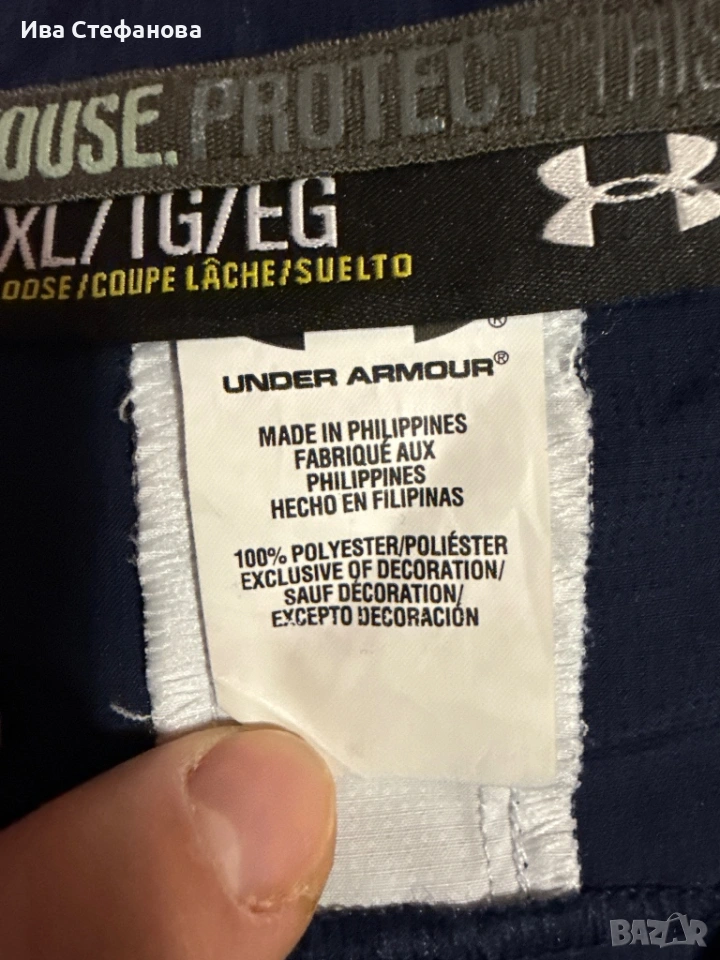 Ива Стефанова
OUSE. PROTECT THIS
XL/TG/EG
OOSE/COUPE LÂCHE/SUELTO
®
UNDER ARMOUR®
MADE IN PHILIPPINES
FABRIQUÉ AUX
PHILIPPINES
HECHO EN FILIPINAS
100% POLYESTER/POLIÉSTER
EXCLUSIVE OF DECORATION/
SAUF DÉCORATION/
EXCEPTO DECORACIÓN
BAZAR